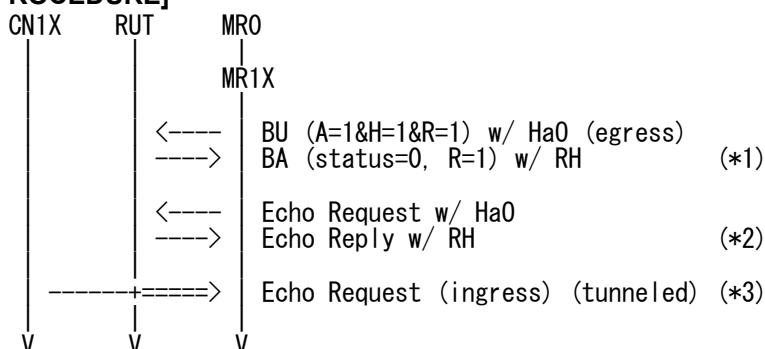 ROCEDURE]
CN1X RUT MR0
| | |
| | MR1X
| | |
| | <---- | BU (A=1&H=1&R=1) w/ HaO (egress)
| | ----> | BA (status=0, R=1) w/ RH (*1)
| | |
| | <---- | Echo Request w/ HaO
| | ----> | Echo Reply w/ RH (*2)
| | |
| ------+=====> | Echo Request (ingress) (tunneled) (*3)
| | |
V V V